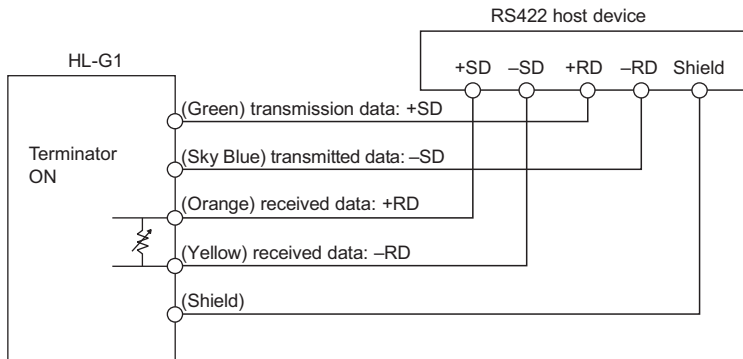 RS422 host device
HL-G1
+SD –SD +RD –RD Shield
(Green) transmission data: +SD
Terminator
ON
(Sky Blue) transmitted data: –SD
(Orange) received data: +RD
(Yellow) received data: –RD
(Shield)